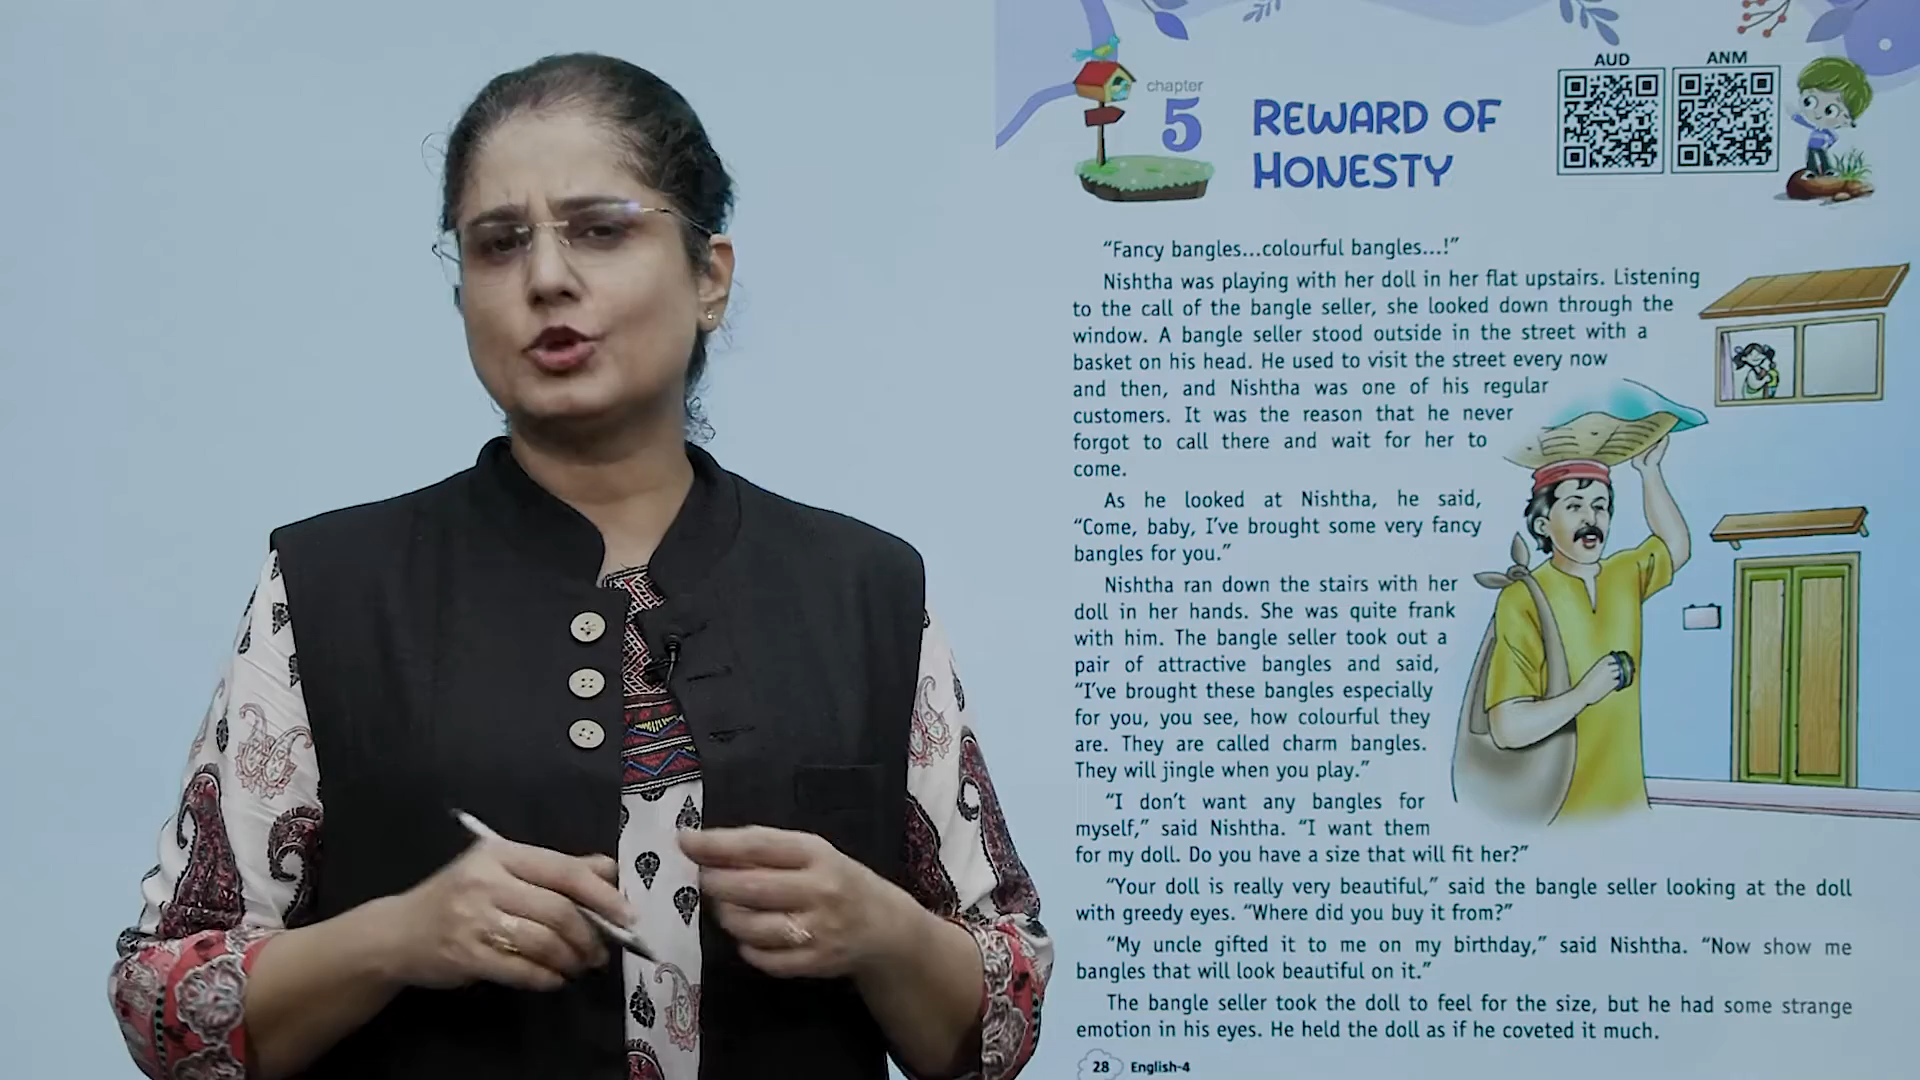 AUD ANM
chapter
5
REWARD OF
HONESTY
“Fancy bangles...colourful bangles...!”
Nishtha was playing with her doll in her flat upstairs. Listening
to the call of the bangle seller, she looked down through the
window. A bangle seller stood outside in the street with a
basket on his head. He used to visit the street every now
and then, and Nishtha was one of his regular
customers. It was the reason that he never
forgot to call there and wait for her to
come.
As he looked at Nishtha, he said,
“Come, baby, I’ve brought some very fancy
bangles for you.”
Nishtha ran down the stairs with her
doll in her hands. She was quite frank
with him. The bangle seller took out a
pair of attractive bangles and said,
“I’ve brought these bangles especially
for you, you see, how colourful they
are. They are called charm bangles.
They will jingle when you play.”
“I don’t want any bangles for
myself,” said Nishtha. “I want them
for my doll. Do you have a size that will fit her?”
“Your doll is really very beautiful,” said the bangle seller looking at the doll
with greedy eyes. “Where did you buy it from?”
“My uncle gifted it to me on my birthday,” said Nishtha. “Now show me
bangles that will look beautiful on it.”
The bangle seller took the doll to feel for the size, but he had some strange
emotion in his eyes. He held the doll as if he coveted it much.
28 English-4